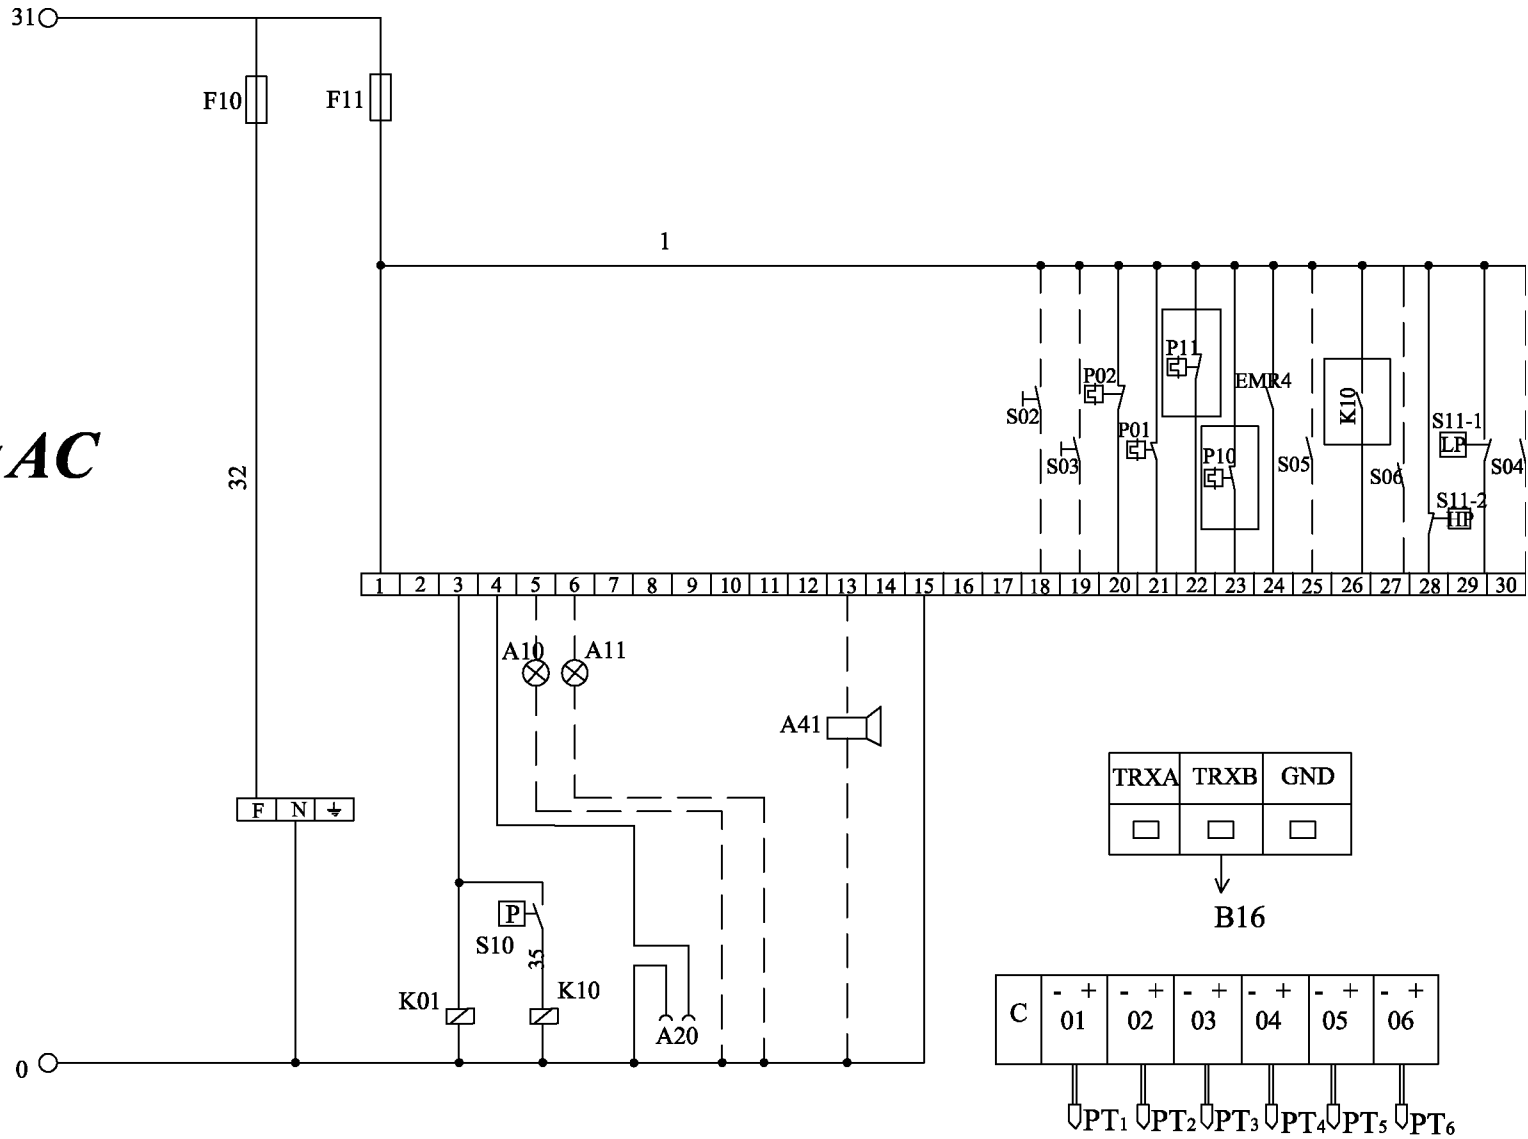 31
F10 F11
1
P11
P02 EMR4
S02 K10 S11-1
P01 LP
AC
S03 P10 S05 S06 S04
32
S11-2
HP
1 2 3 4 5 6 7 8 9 10 11 12 13 14 15 16 17 18 19 20 21 22 23 24 25 26 27 28 29 30
A10 A11
A41
TRXA TRXB GND
F N
P
S10 B16
35
K01 K10
A20
C - + - + - + - + - + - +
01 02 03 04 05 06
0
PT1 PT2 PT3 PT4 PT5 PT6